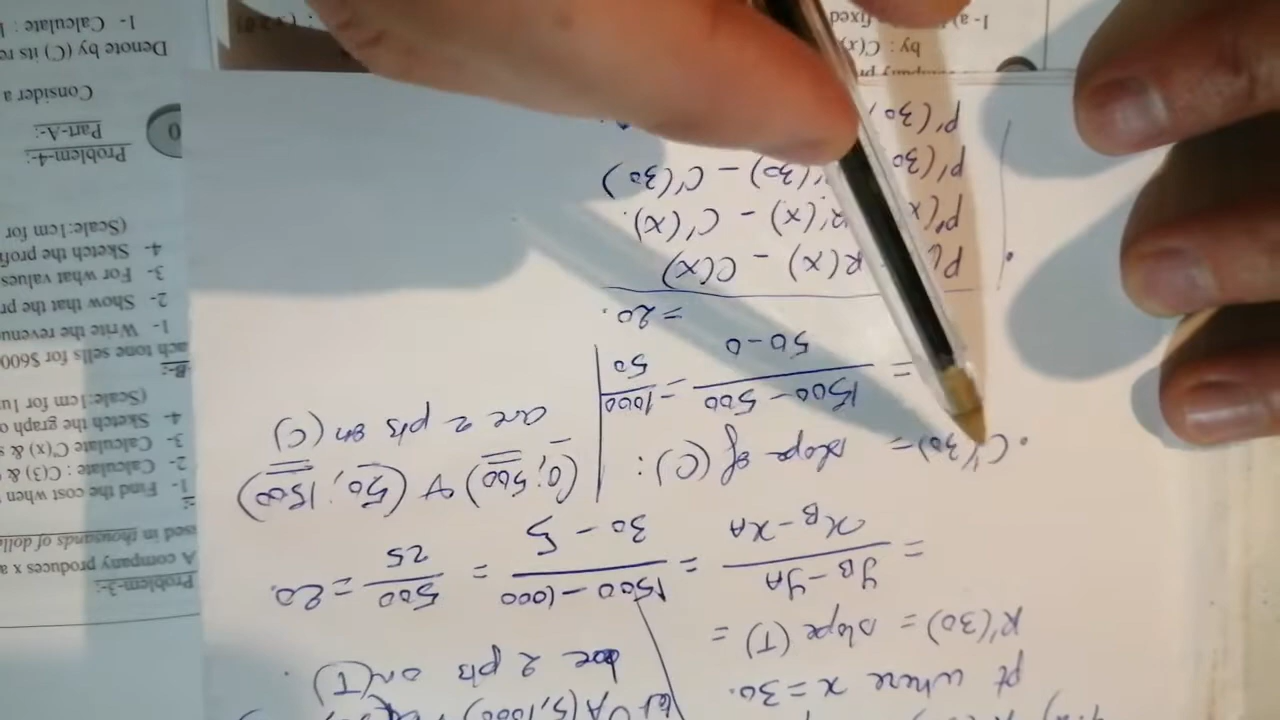 pt where x = 30.
are 2 pts on (T).
R'(30) = slope (T) =
= yB - yA / xB - xA = 1500 - 1000 / 30 - 5 = 500 / 25 = 20.
• C'(30) = slope of (C) :
(0; 500) & (50; 1500)
are 2 pts on (C)
= 1500 - 500 / 50 - 0 = 1000 / 50
= 20.
R(x) - C(x)
P'(x R'(x) - C'(x).
P'(30 '(30) - C'(30)
P'(30
Problem-3-:
A company produces x a
sed in thousands of dolla
1- Find the cost when
2- Calculate : C(3) &
3- Calculate C'(x) & s
4- Sketch the graph o
(Scale:1cm for 1u
-B-:
ach tone sells for $600
1- Write the revenu
2- Show that the pr
3- For what values
4- Sketch the profi
(Scale:1cm for
Problem-4-:
Part-A-:
Consider a
Denote by (C) its re
1- Calculate :
by : C(x)
fixed
1- a)